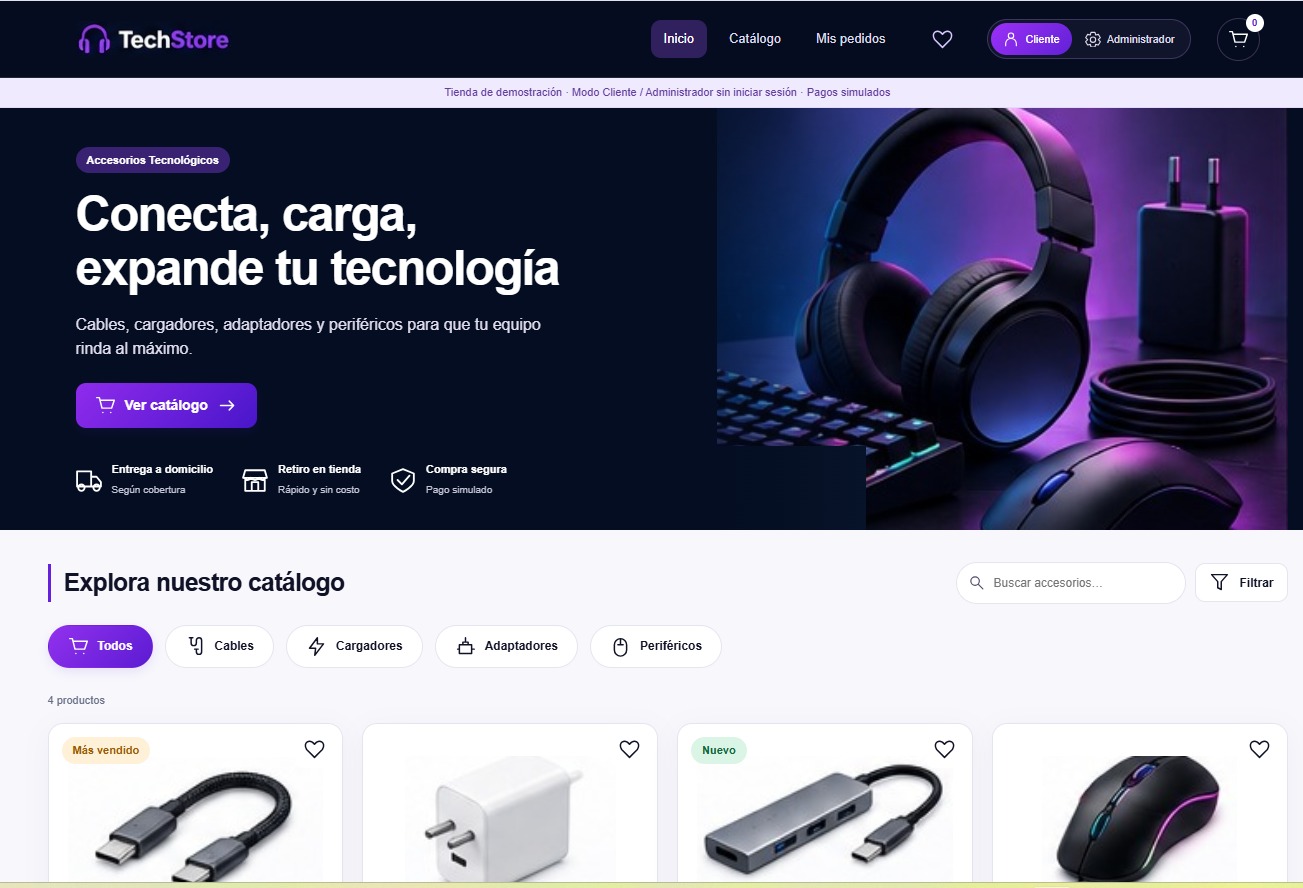 TechStore
Inicio
Catálogo
Mis pedidos
Cliente
Administrador
0
Tienda de demostración · Modo Cliente / Administrador sin iniciar sesión · Pagos simulados
Accesorios Tecnológicos
Conecta, carga,
expande tu tecnología
Cables, cargadores, adaptadores y periféricos para que tu equipo
rinda al máximo.
Ver catálogo
Entrega a domicilio
Según cobertura
Retiro en tienda
Rápido y sin costo
Compra segura
Pago simulado
Explora nuestro catálogo
Buscar accesorios...
Filtrar
Todos
Cables
Cargadores
Adaptadores
Periféricos
4 productos
Más vendido
Nuevo